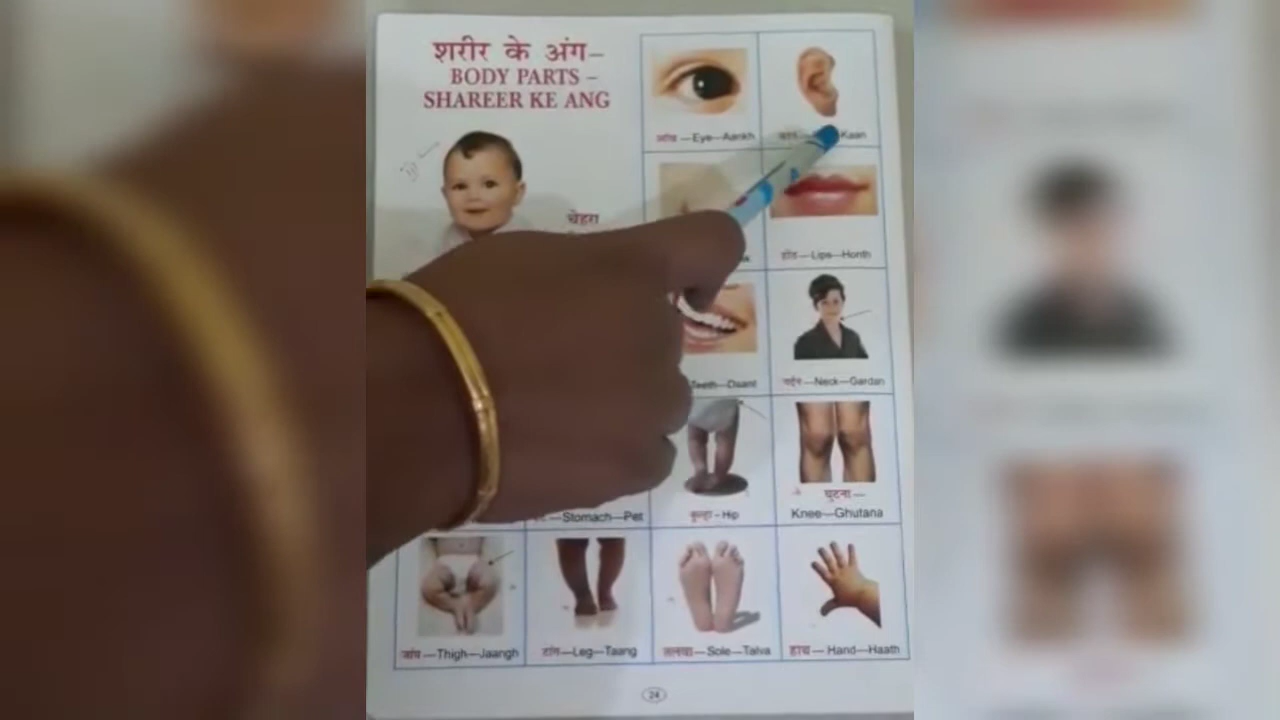 शरीर के अंग–
BODY PARTS –
SHAREER KE ANG
आंख —Eye—Aankh
कान— Kaan
चेहरा
होंठ—Lips—Honth
Teeth—Daant
गर्दन —Neck—Gardan
—Stomach—Pet
कूल्हा - Hip
घुटना —
Knee—Ghutana
जांघ —Thigh—Jaangh
टांग—Leg—Taang
तलवा—Sole—Talva
हाथ — Hand—Haath
24